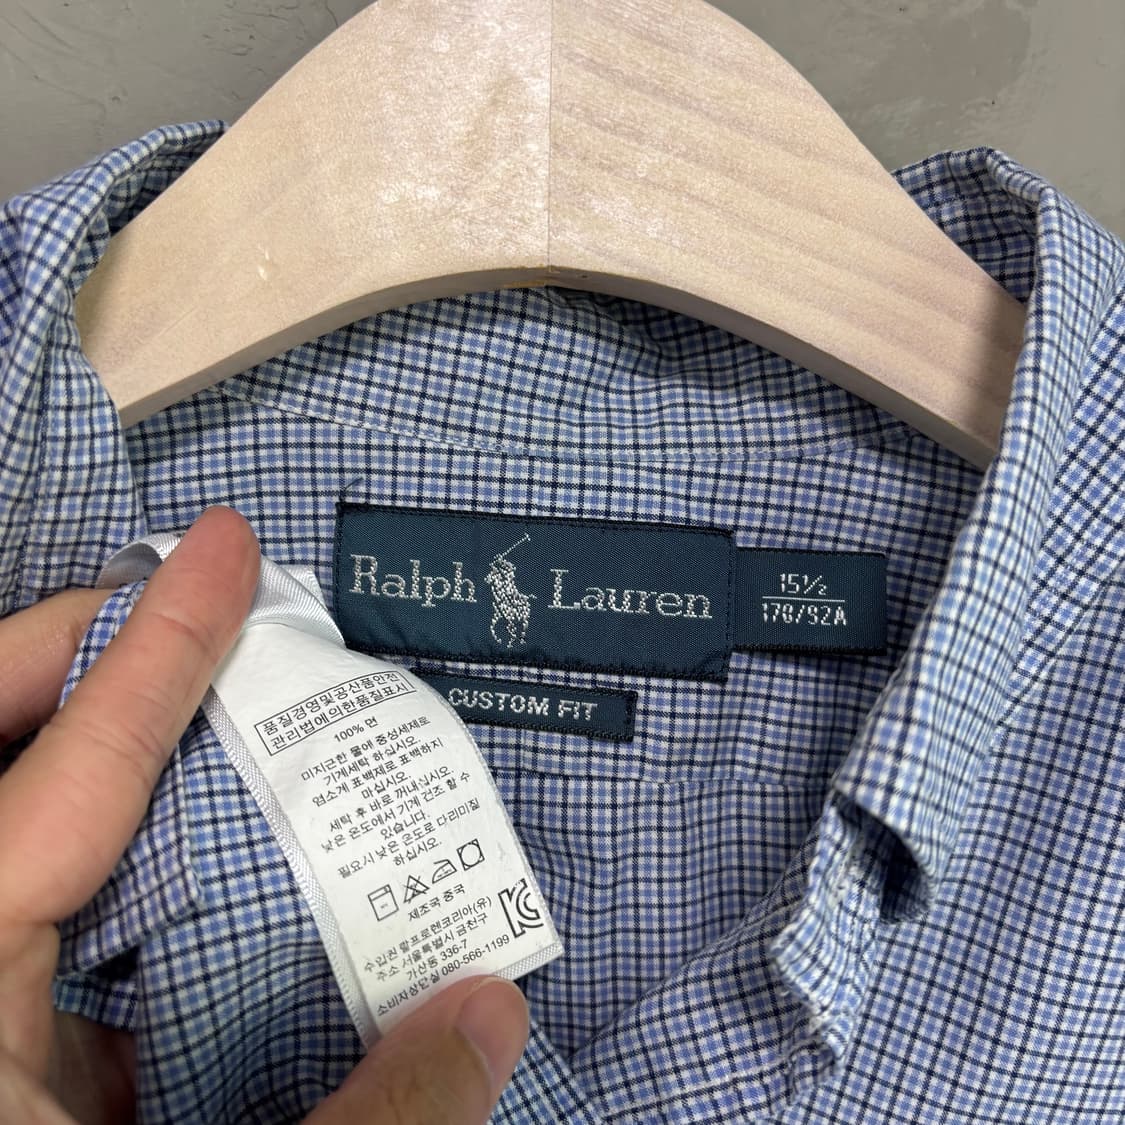 Ralph Lauren
15½
170/92A
CUSTOM FIT
품질경영및공산품안전
관리법에의한품질표시
100% 면
미지근한 물에 중성세제로
기계세탁 하십시오.
염소계 표백제로 표백하지
마십시오.
세탁 후 바로 꺼내십시오.
낮은 온도에서 기계 건조 할 수
있습니다.
필요시 낮은 온도로 다리미질
하십시오.
제조국 중국
수입원 랄프로렌코리아(유)
주소 서울특별시 금천구
가산동 336-7
소비자상담실 080-566-1199